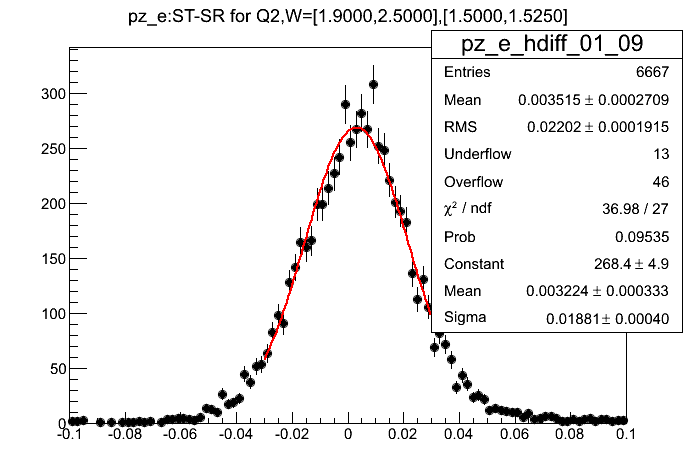 pz_e:ST-SR for Q2,W=[1.9000,2.5000],[1.5000,1.5250]
pz_e_hdiff_01_09
Entries 6667
Mean 0.003515 ± 0.0002709
RMS 0.02202 ± 0.0001915
Underflow 13
Overflow 46
χ² / ndf 36.98 / 27
Prob 0.09535
Constant 268.4 ± 4.9
Mean 0.003224 ± 0.000333
Sigma 0.01881 ± 0.00040
300
250
200
150
100
50
0
-0.1 -0.08 -0.06 -0.04 -0.02 0 0.02 0.04 0.06 0.08 0.1